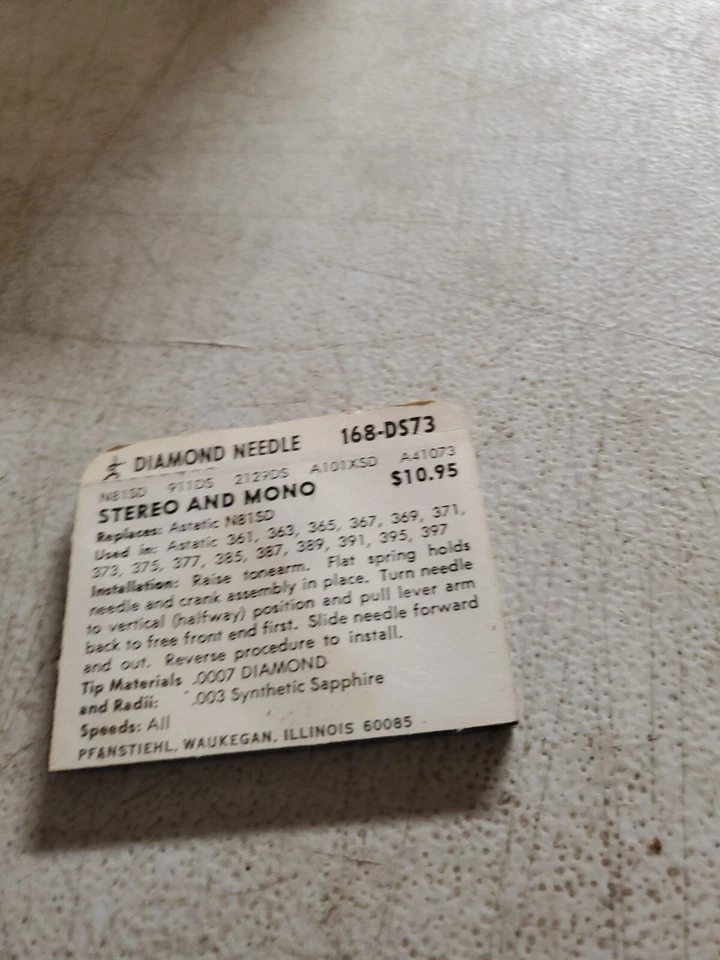 DIAMOND NEEDLE 168-DS73
N81SD 911DS 2129DS A101XSD A41073
STEREO AND MONO $10.95
Replaces: Astatic N81SD
Used in: Astatic 361, 363, 365, 367, 369, 371,
373, 375, 377, 385, 387, 389, 391, 395, 397
Installation: Raise tonearm. Flat spring holds
needle and crank assembly in place. Turn needle
to vertical (halfway) position and pull lever arm
back to free front end first. Slide needle forward
and out. Reverse procedure to install.
Tip Materials .0007 DIAMOND
and Radii: .003 Synthetic Sapphire
Speeds: All
PFANSTIEHL, WAUKEGAN, ILLINOIS 60085